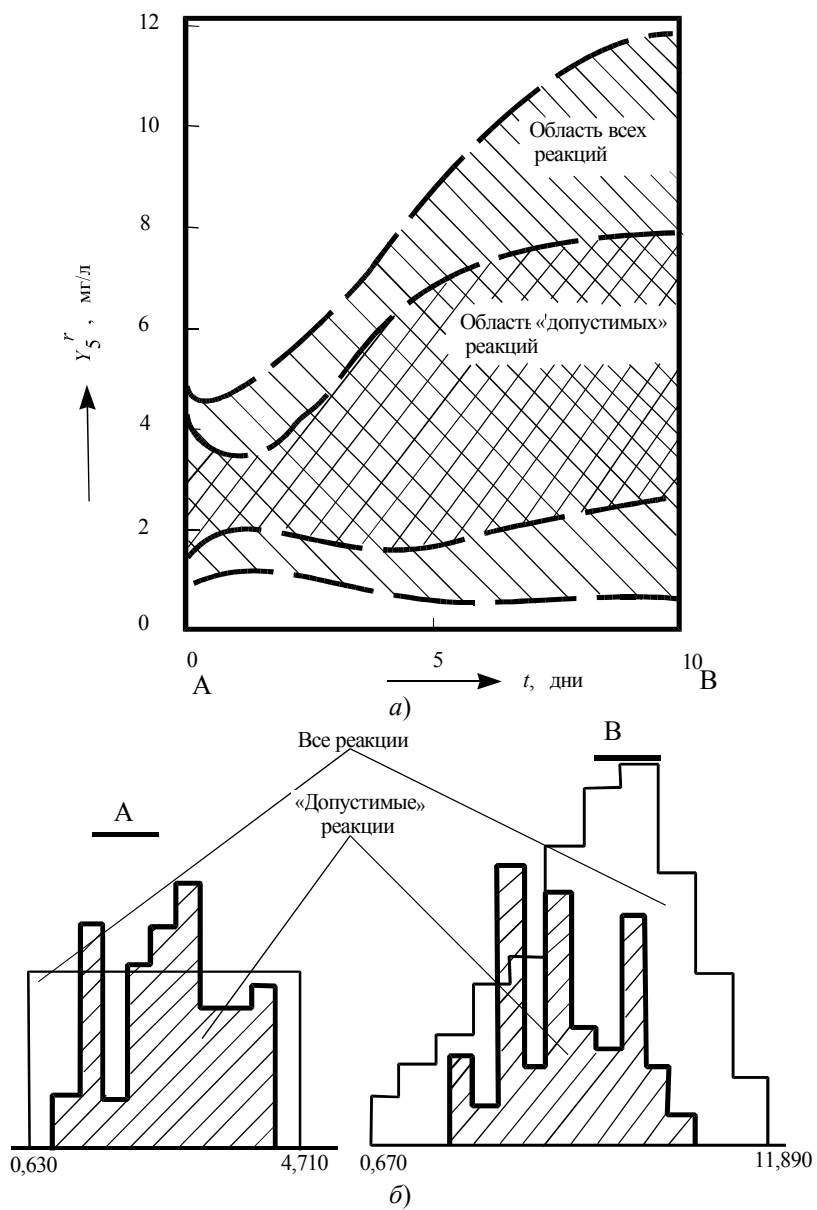 12
10
8
6
4
2
0
Y₅ʳ , мг/л
Область всех
реакций
Область «допустимых»
реакций
0
5
10
А
В
t, дни
а)
Все реакции
«Допустимые»
реакции
А
В
0,630
4,710
0,670
11,890
б)